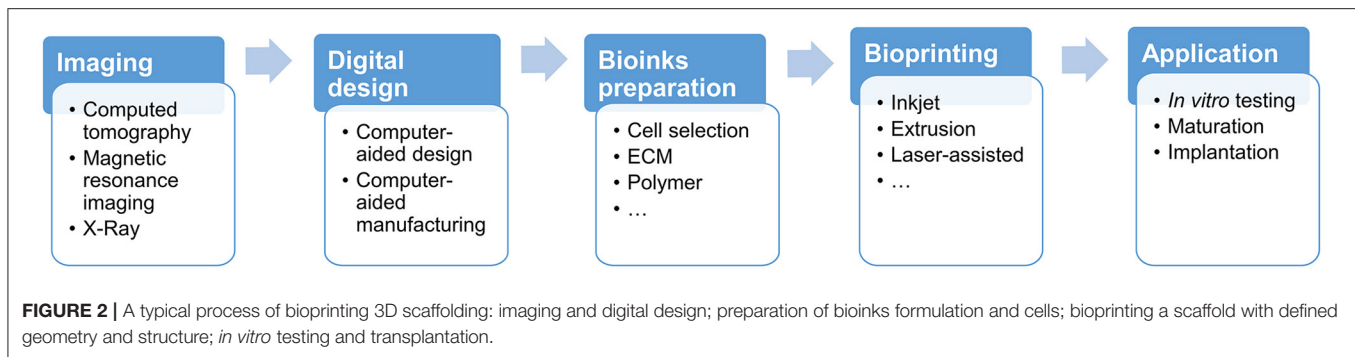 Imaging
• Computed
tomography
• Magnetic
resonance
imaging
• X-Ray
Digital
design
• Computer-
aided design
• Computer-
aided
manufacturing
Bioinks
preparation
• Cell selection
• ECM
• Polymer
• …
Bioprinting
• Inkjet
• Extrusion
• Laser-assisted
• …
Application
• In vitro testing
• Maturation
• Implantation
FIGURE 2 | A typical process of bioprinting 3D scaffolding: imaging and digital design; preparation of bioinks formulation and cells; bioprinting a scaffold with defined
geometry and structure; in vitro testing and transplantation.